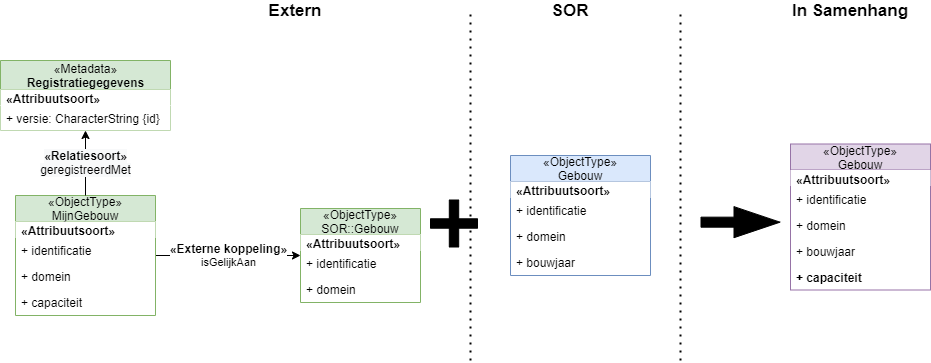 Extern
SOR
In Samenhang
«Metadata»
Registratiegegevens
«Attribuutsoort»
+ versie: CharacterString {id}
«Relatiesoort»
geregistreerdMet
«ObjectType»
MijnGebouw
«Attribuutsoort»
+ identificatie
+ domein
+ capaciteit
«Externe koppeling»
isGelijkAan
«ObjectType»
SOR::Gebouw
«Attribuutsoort»
+ identificatie
+ domein
«ObjectType»
Gebouw
«Attribuutsoort»
+ identificatie
+ domein
+ bouwjaar
«ObjectType»
Gebouw
«Attribuutsoort»
+ identificatie
+ domein
+ bouwjaar
+ capaciteit